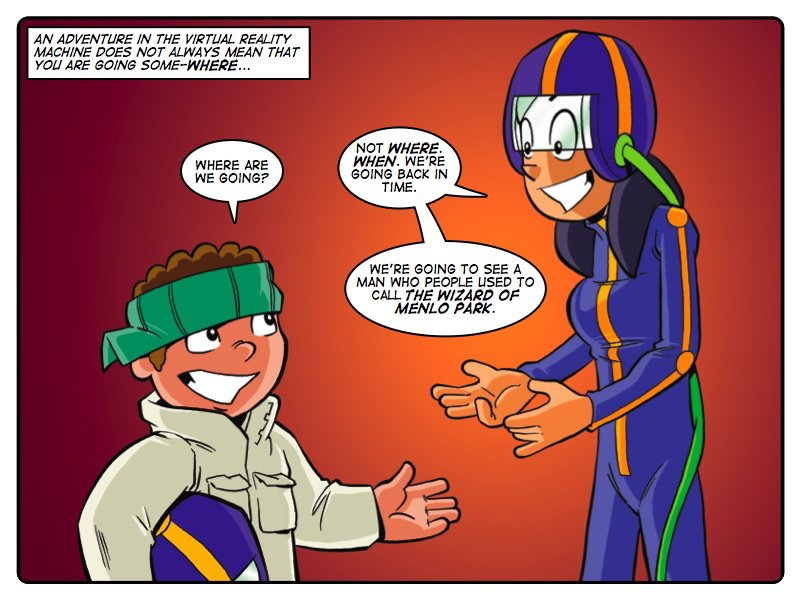 AN ADVENTURE IN THE VIRTUAL REALITY
MACHINE DOES NOT ALWAYS MEAN THAT
YOU ARE GOING SOME-WHERE...
WHERE ARE
WE GOING?
NOT WHERE.
WHEN. WE'RE
GOING BACK IN
TIME.
WE'RE GOING TO SEE A
MAN WHO PEOPLE USED TO
CALL THE WIZARD OF
MENLO PARK.